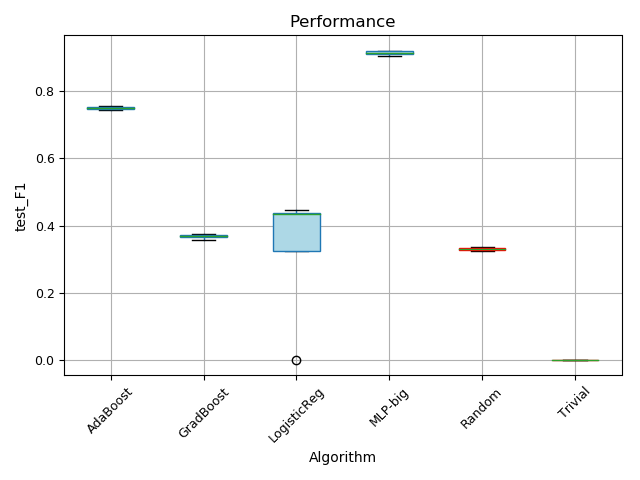 Performance
test_F1
0.8
0.6
0.4
0.2
0.0
AdaBoost
GradBoost
LogisticReg
MLP-big
Random
Trivial
Algorithm